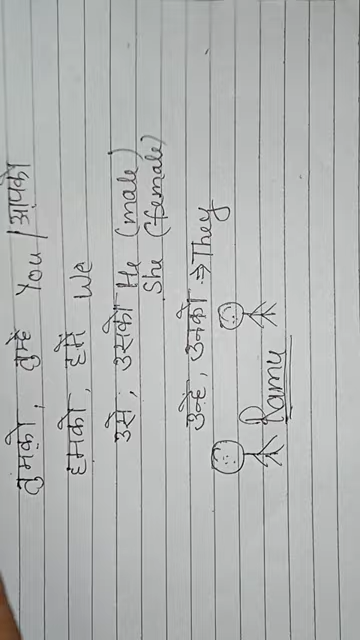 तुमको, तुम्हे You/आपको
हमको, हमें We
उसे, उसको He (male)
She (female)
उन्हे, उनको ⇒ They
Ramu